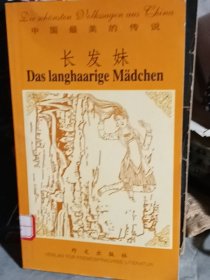 Die schönsten Volkssagen aus China
中国最美的传说
长发妹
Das langhaarige Mädchen
外文出版社
VERLAG FÜR FREMDSPRACHIGE LITERATUR